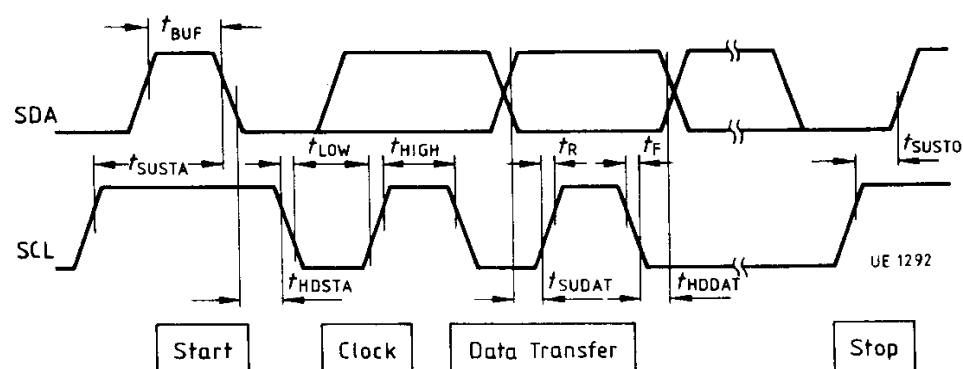 tBUF
SDA
tLOW
tHIGH
tR
tF
tSUSTA
tSUSTO
SCL
UE 1292
tHDSTA
tSUDAT
tHDDAT
Start
Clock
Data Transfer
Stop